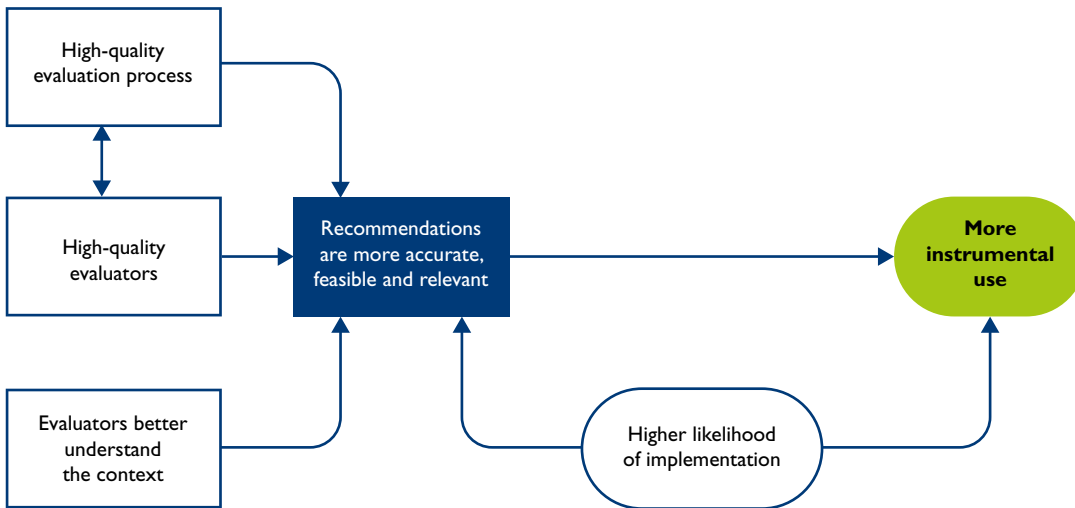 High-quality
evaluation process
High-quality
evaluators
Recommendations
are more accurate,
feasible and relevant
More
instrumental
use
Evaluators better
understand
the context
Higher likelihood
of implementation